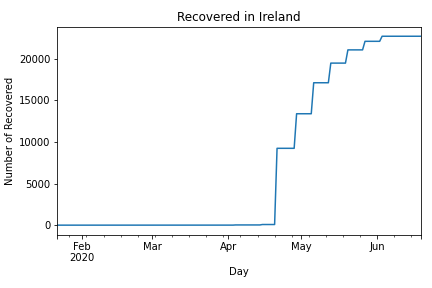 Recovered in Ireland
Number of Recovered
20000
15000
10000
5000
0
Feb Mar Apr May Jun
2020
Day